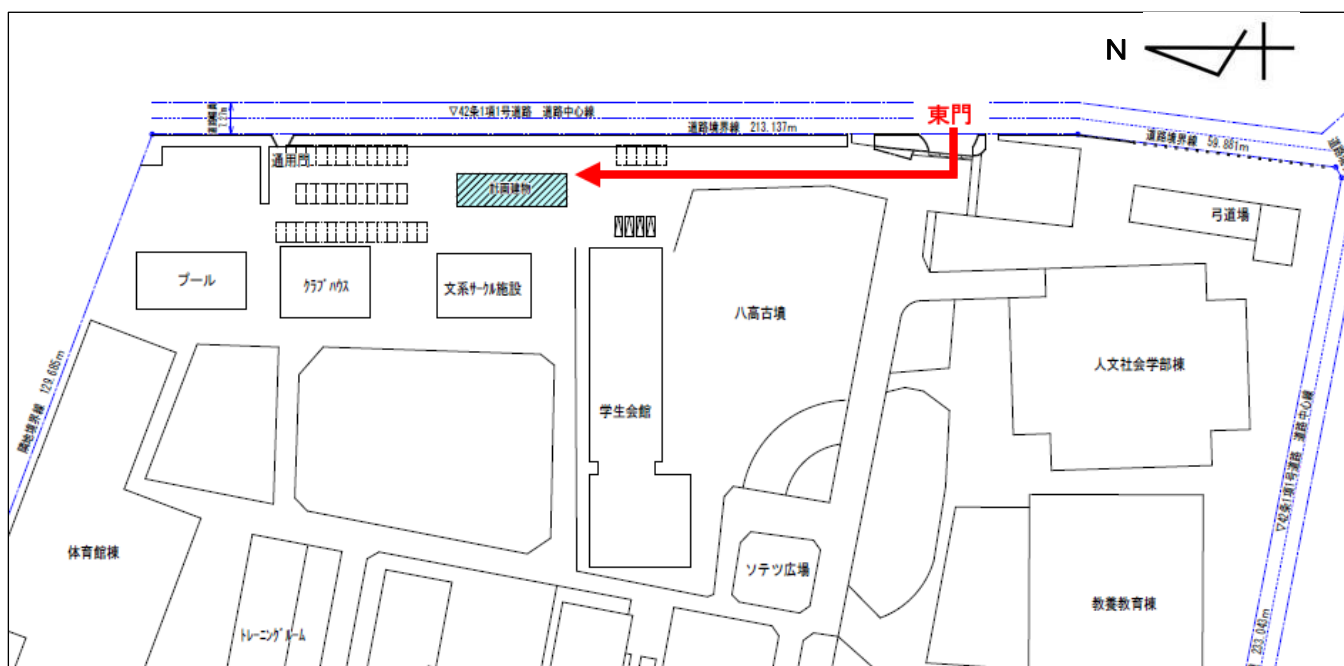 N
▽42条1項1号道路 道路中心線
東門
道路境界線 213.137m
道路境界線 59.881m
通用門
計画建物
弓道場
プール
クラブハウス
文系サークル施設
八高古墳
人文社会学部棟
隣地境界線 129.685m
学生会館
▽42条1項1号道路 道路中心線
体育館棟
ソテツ広場
教養教育棟
トレーニングルーム
233.043m